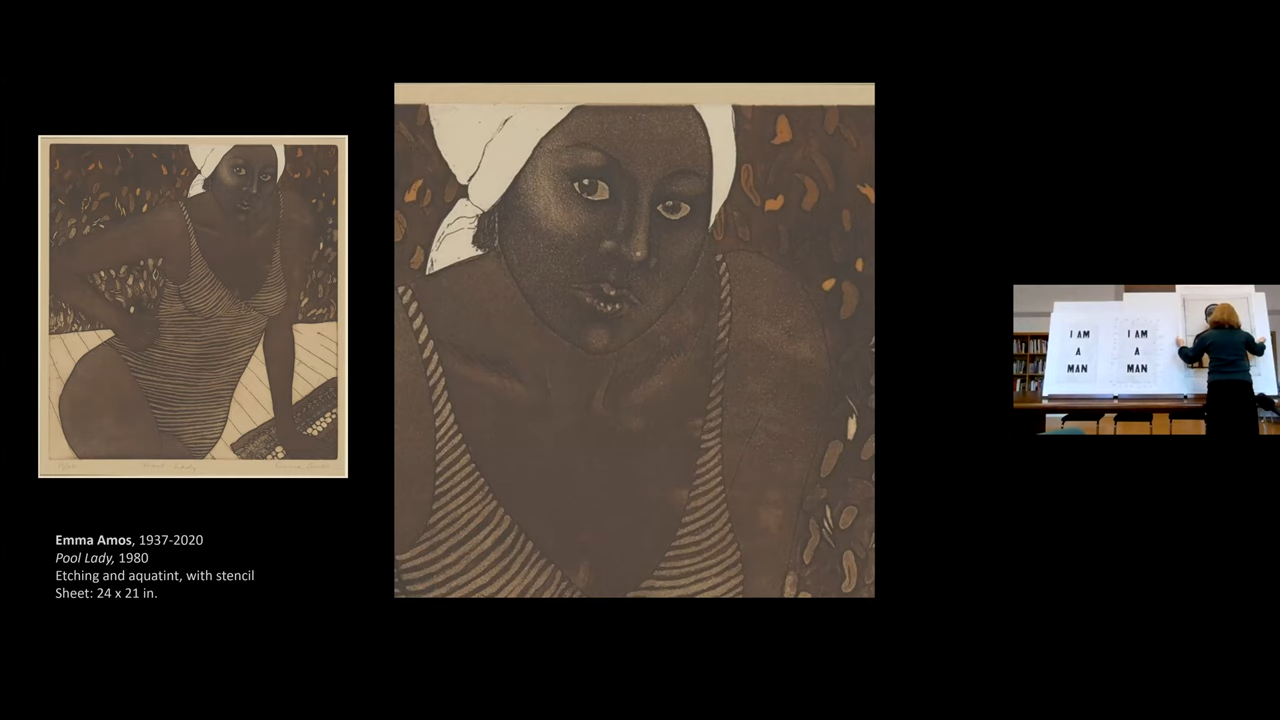 Emma Amos, 1937-2020
Pool Lady, 1980
Etching and aquatint, with stencil
Sheet: 24 x 21 in.
I AM
A
MAN
I AM
A
MAN